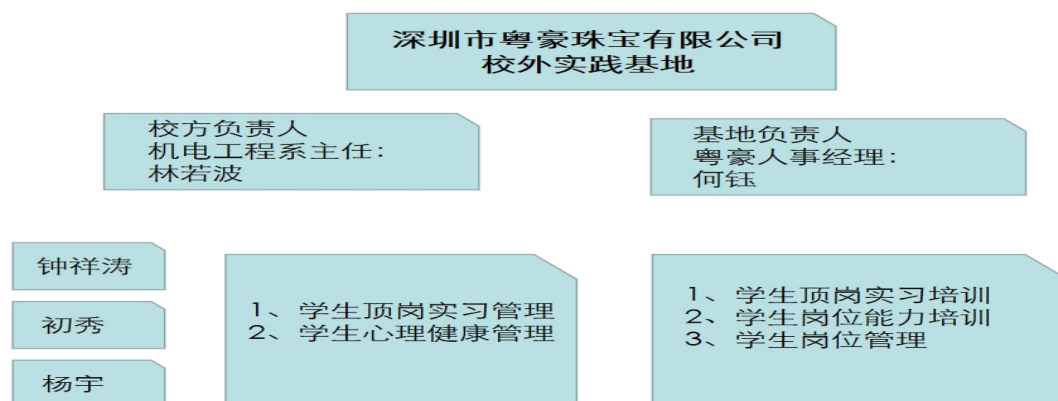 深圳市粤豪珠宝有限公司
校外实践基地
校方负责人
机电工程系主任：
林若波
基地负责人
粤豪人事经理：
何钰
钟祥涛
初秀
杨宇
1、学生顶岗实习管理
2、学生心理健康管理
1、学生顶岗实习培训
2、学生岗位能力培训
3、学生岗位管理